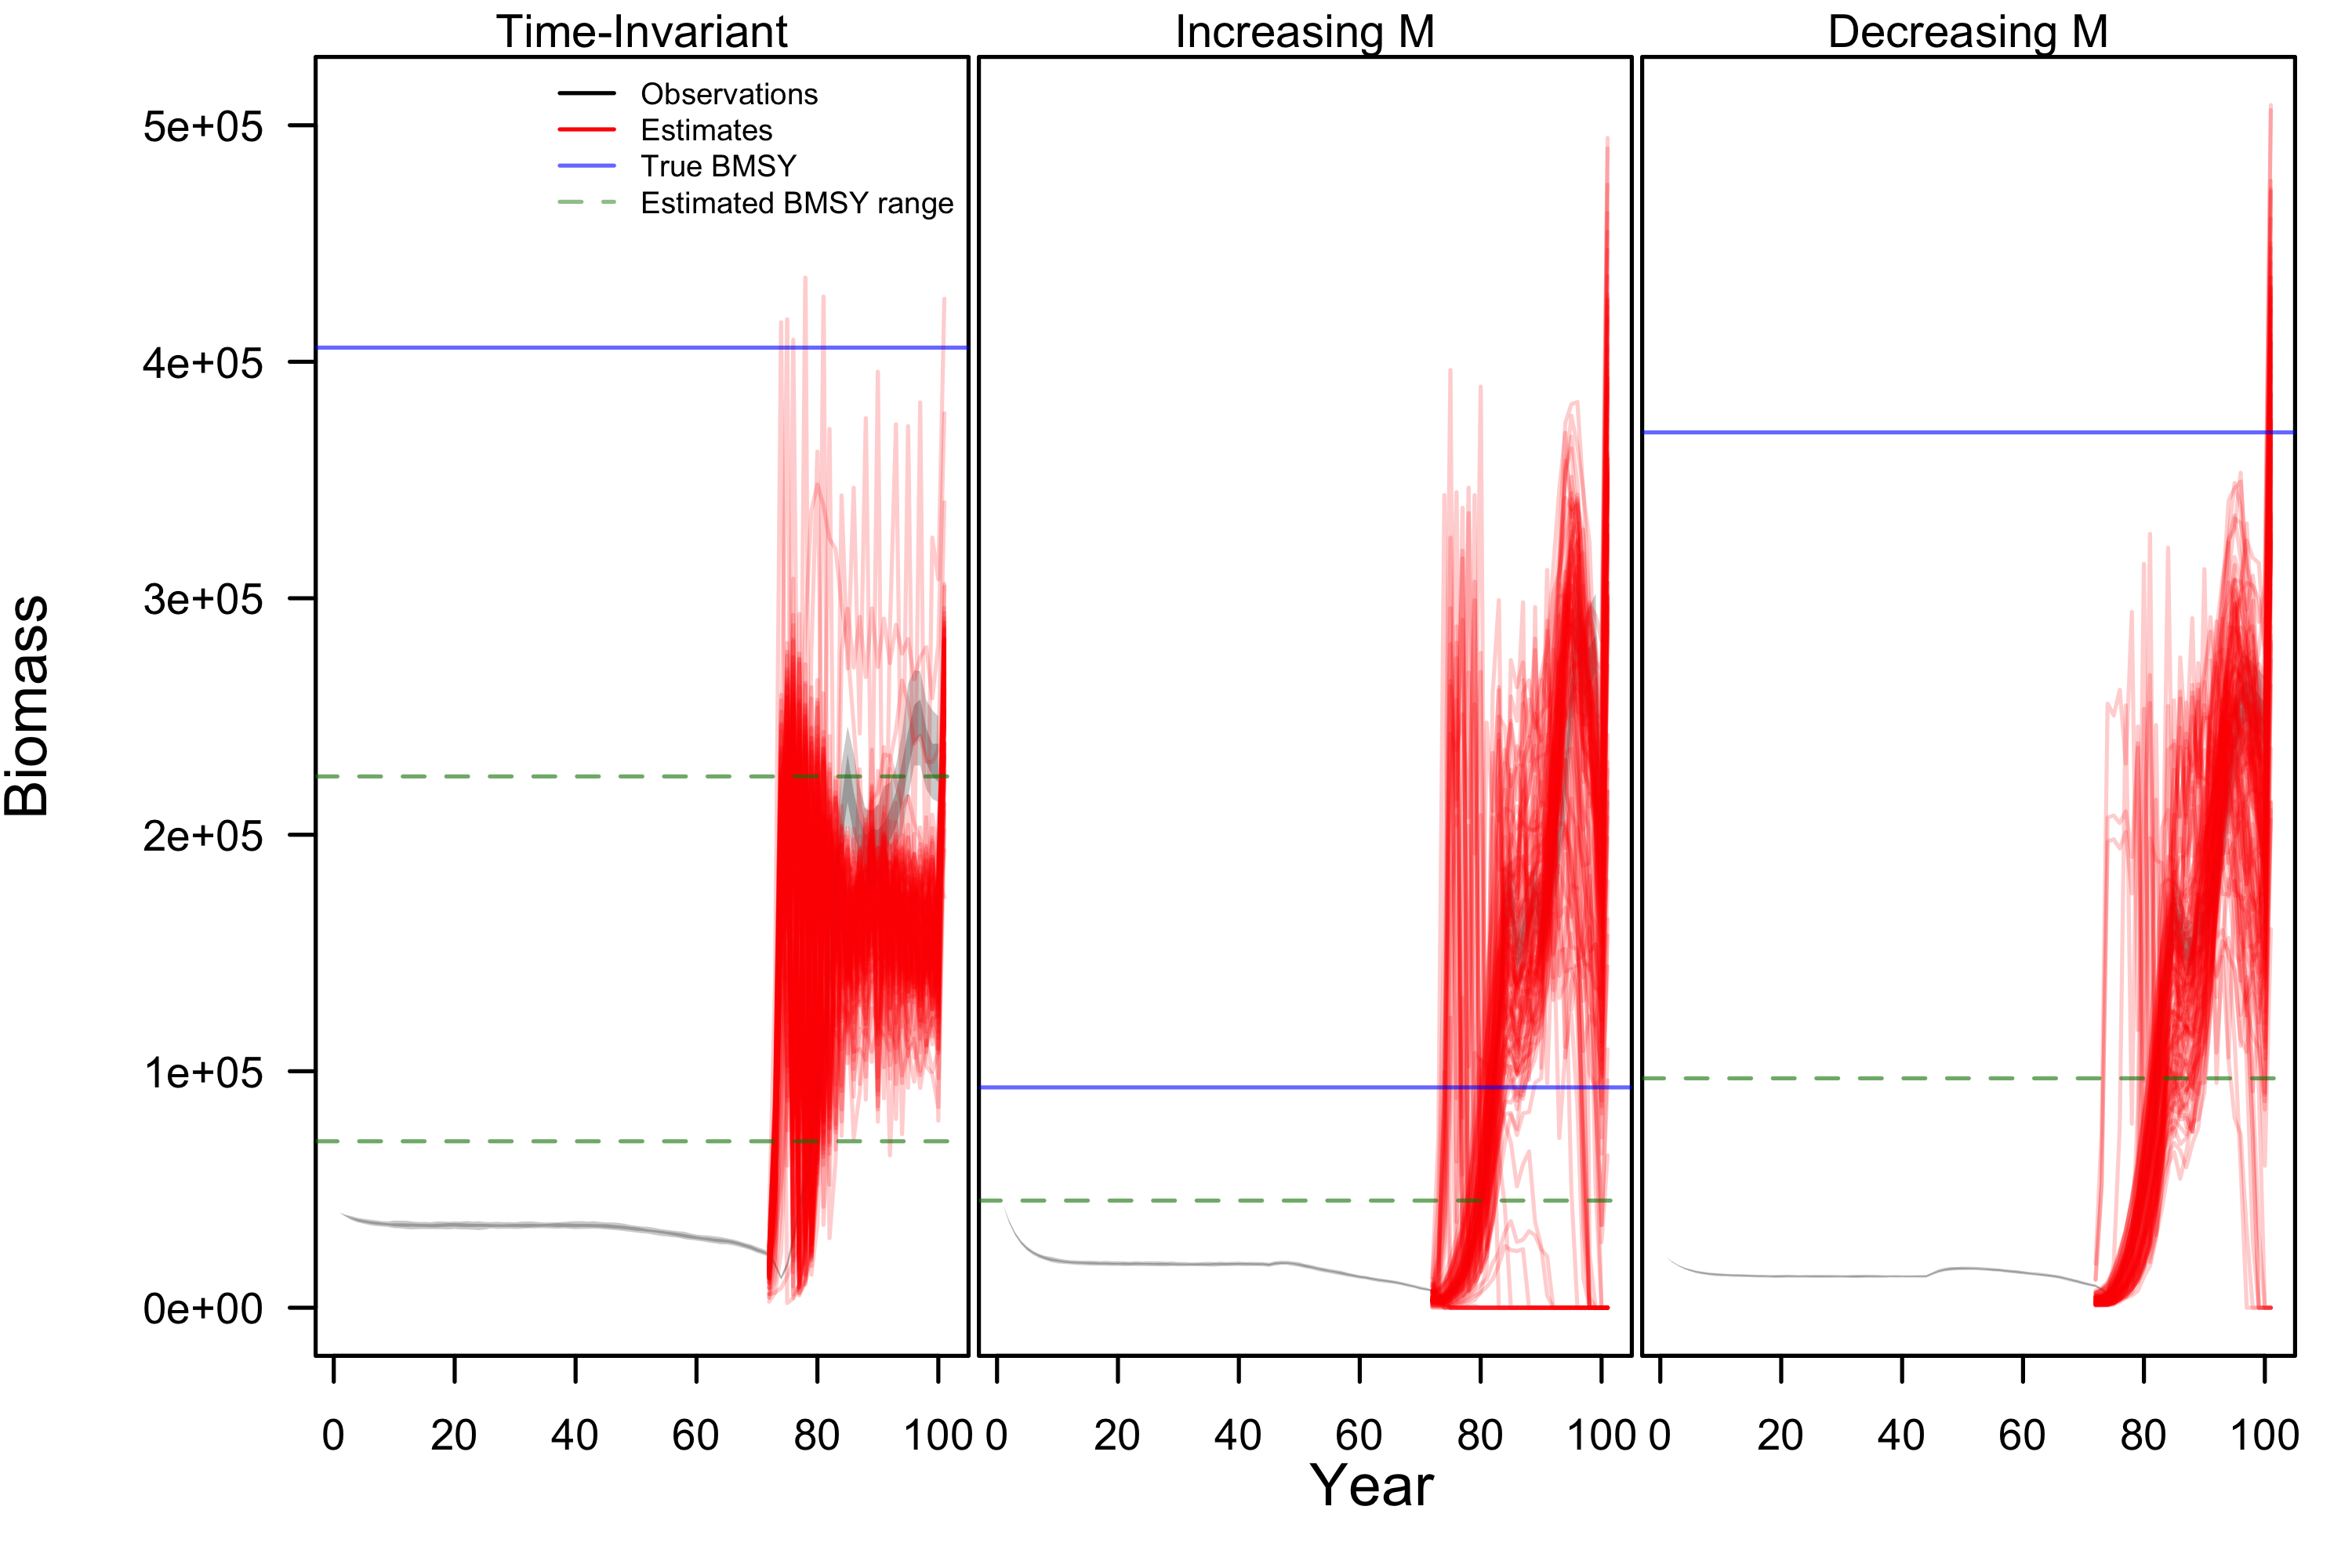 Time-Invariant Increasing M Decreasing M
Observations
Estimates
True BMSY
Estimated BMSY range
5e+05
4e+05
3e+05
2e+05
1e+05
0e+00
Biomass
0 20 40 60 80 100 0 20 40 60 80 100 0 20 40 60 80 100
Year